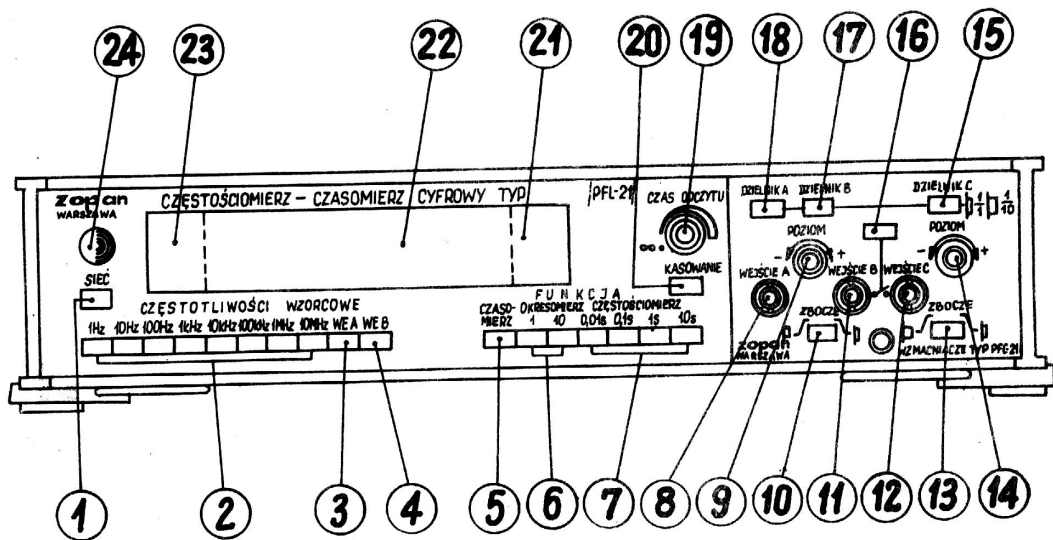 24 23 22 21 20 19 18 17 16 15
zopan
WARSZAWA
CZĘSTOŚCIOMIERZ - CZASOMIERZ CYFROWY TYP PFL-21
SIEĆ
CZĘSTOTLIWOŚCI WZORCOWE
1Hz 10Hz 100Hz 1kHz 10kHz 100kHz 1MHz 10MHz WE A WE B
CZAS ODCZYTU
∞
KASOWANIE
FUNKCJA
CZASO-MIERZ OKRESOMIERZ CZĘSTOŚCIOMIERZ
1 10 0,01s 0,1s 1s 10s
DZIELNIK A DZIELNIK B DZIELNIK C 1/1 1/10
POZIOM POZIOM
- + - +
WEJŚCIE A WEJŚCIE B WEJŚCIE C
ZBOCZE ZBOCZE
zopan
WARSZAWA
WZMACNIACZE TYP PFG21
1 2 3 4 5 6 7 8 9 10 11 12 13 14